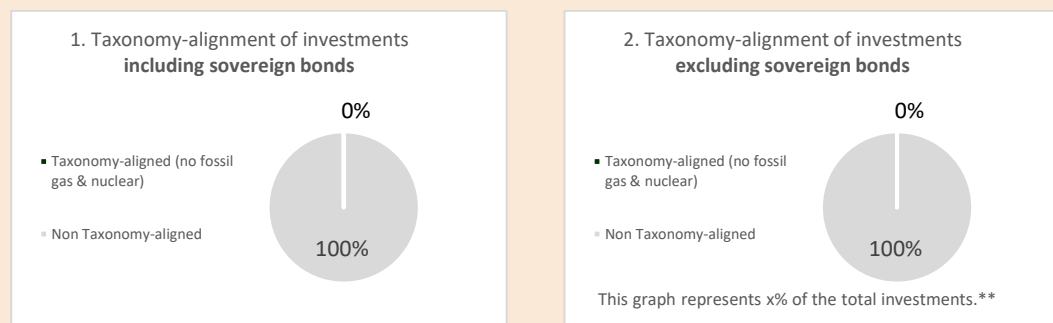 1. Taxonomy-alignment of investments
including sovereign bonds
0%
Taxonomy-aligned (no fossil
gas & nuclear)
Non Taxonomy-aligned
100%
2. Taxonomy-alignment of investments
excluding sovereign bonds
0%
Taxonomy-aligned (no fossil
gas & nuclear)
Non Taxonomy-aligned
100%
This graph represents x% of the total investments.**